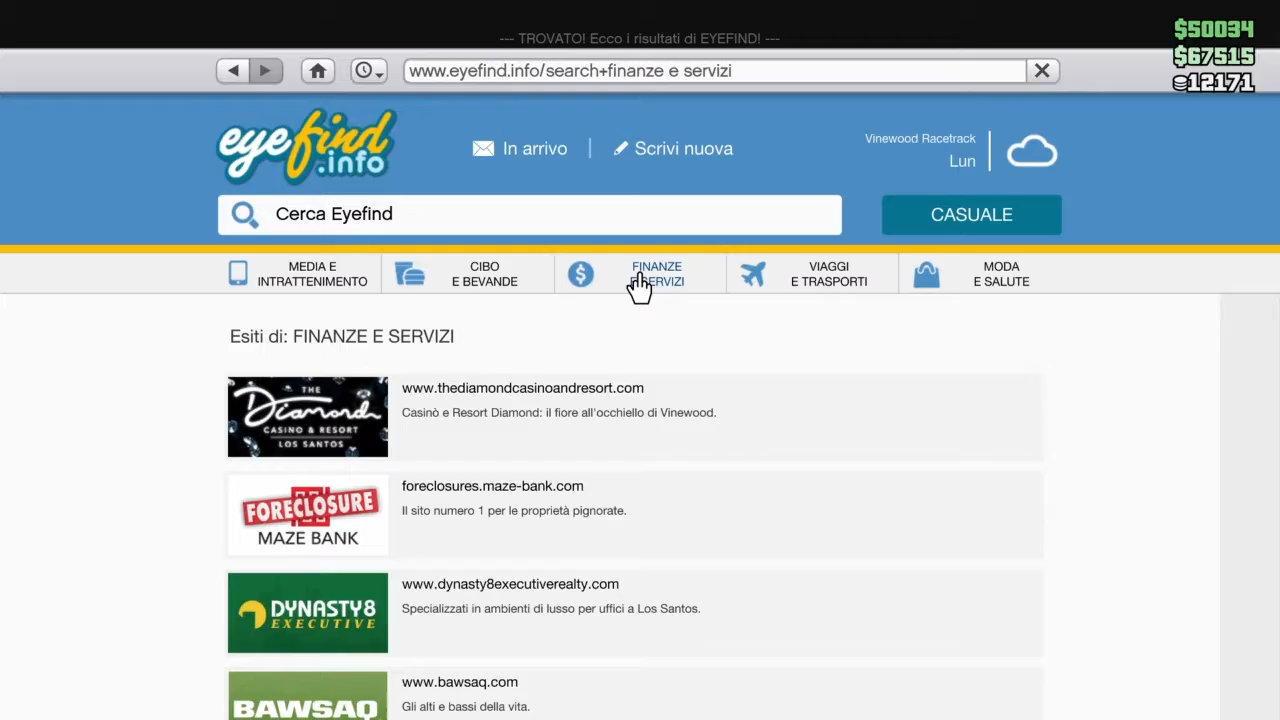 --- TROVATO! Ecco i risultati di EYEFIND! ---
$50034
$67515
12171
www.eyefind.info/search+finanze e servizi
eyefind
.info
In arrivo
Scrivi nuova
Vinewood Racetrack
Lun
Cerca Eyefind
CASUALE
MEDIA E
INTRATTENIMENTO
CIBO
E BEVANDE
FINANZE
E SERVIZI
VIAGGI
E TRASPORTI
MODA
E SALUTE
Esiti di: FINANZE E SERVIZI
THE
Diamond
CASINO & RESORT
LOS SANTOS
www.thediamondcasinoandresort.com
Casinò e Resort Diamond: il fiore all'occhiello di Vinewood.
FORECLOSURE
MAZE BANK
foreclosures.maze-bank.com
Il sito numero 1 per le proprietà pignorate.
DYNASTY8
EXECUTIVE
www.dynasty8executiverealty.com
Specializzati in ambienti di lusso per uffici a Los Santos.
BAWSAQ
www.bawsaq.com
Gli alti e bassi della vita.